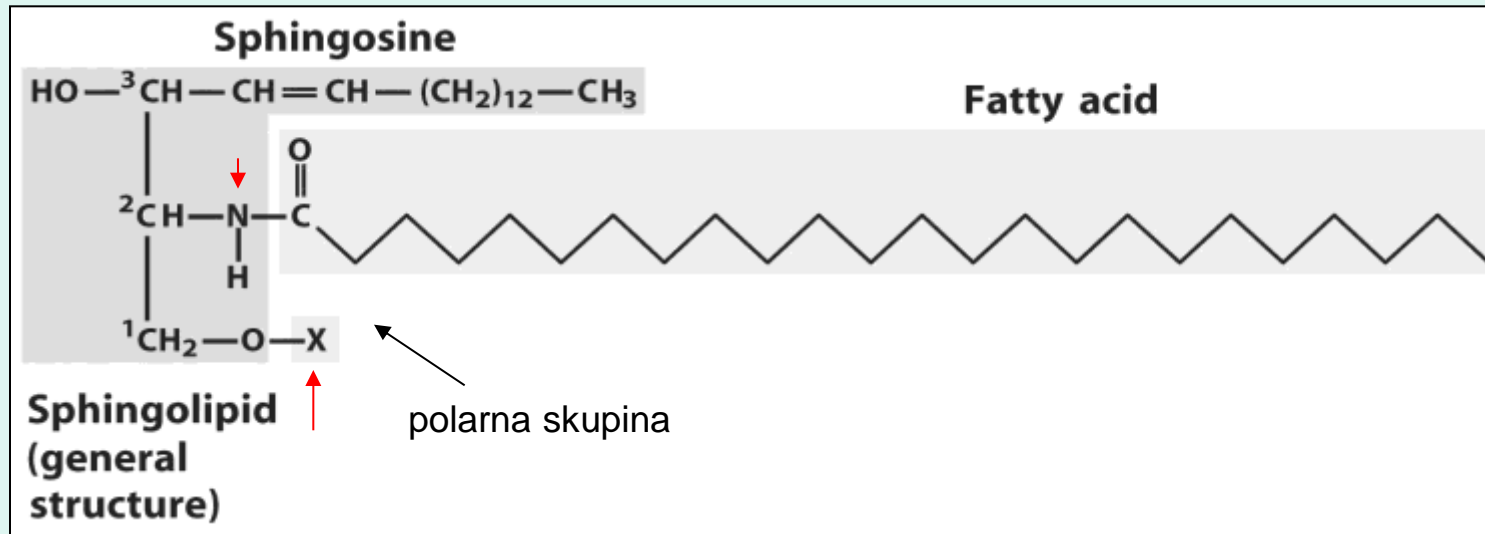 Sphingosine
HO—³CH—CH=CH—(CH₂)₁₂—CH₃
Fatty acid
O
²CH—N—C
H
¹CH₂—O—X
polarna skupina
Sphingolipid
(general
structure)